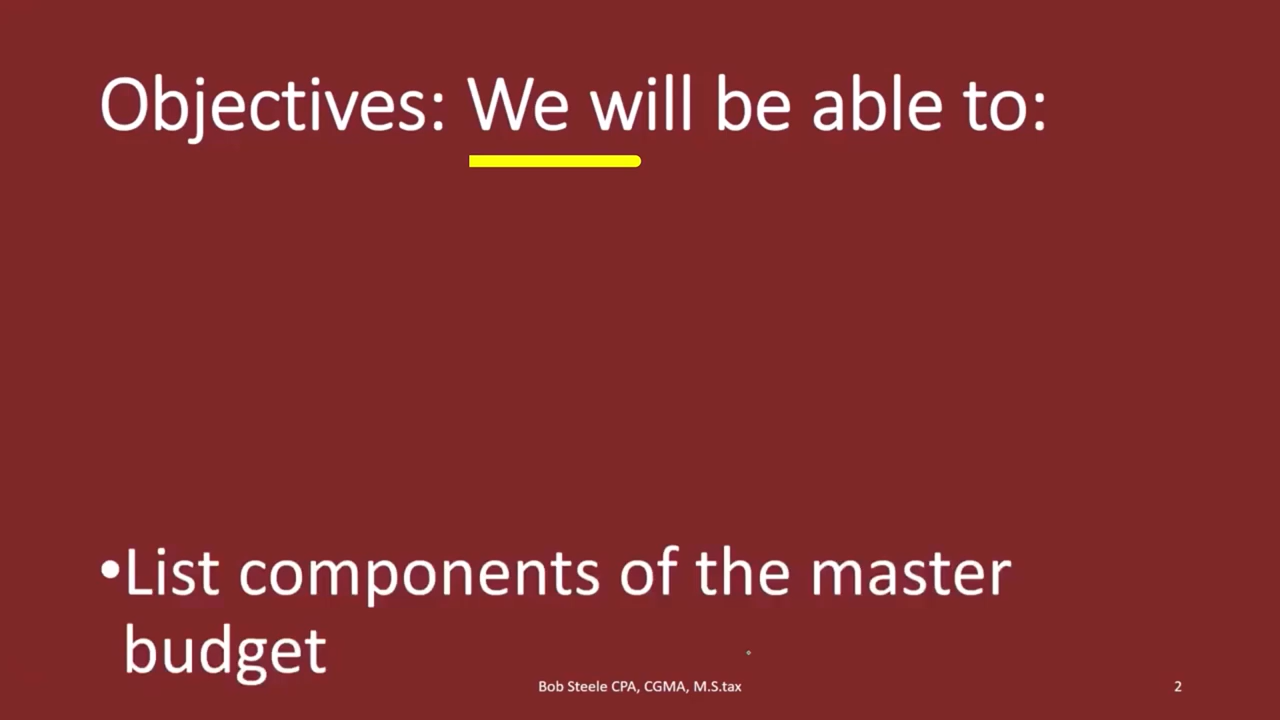 Objectives: We will be able to:
•List components of the master
budget
Bob Steele CPA, CGMA, M.S.tax
2